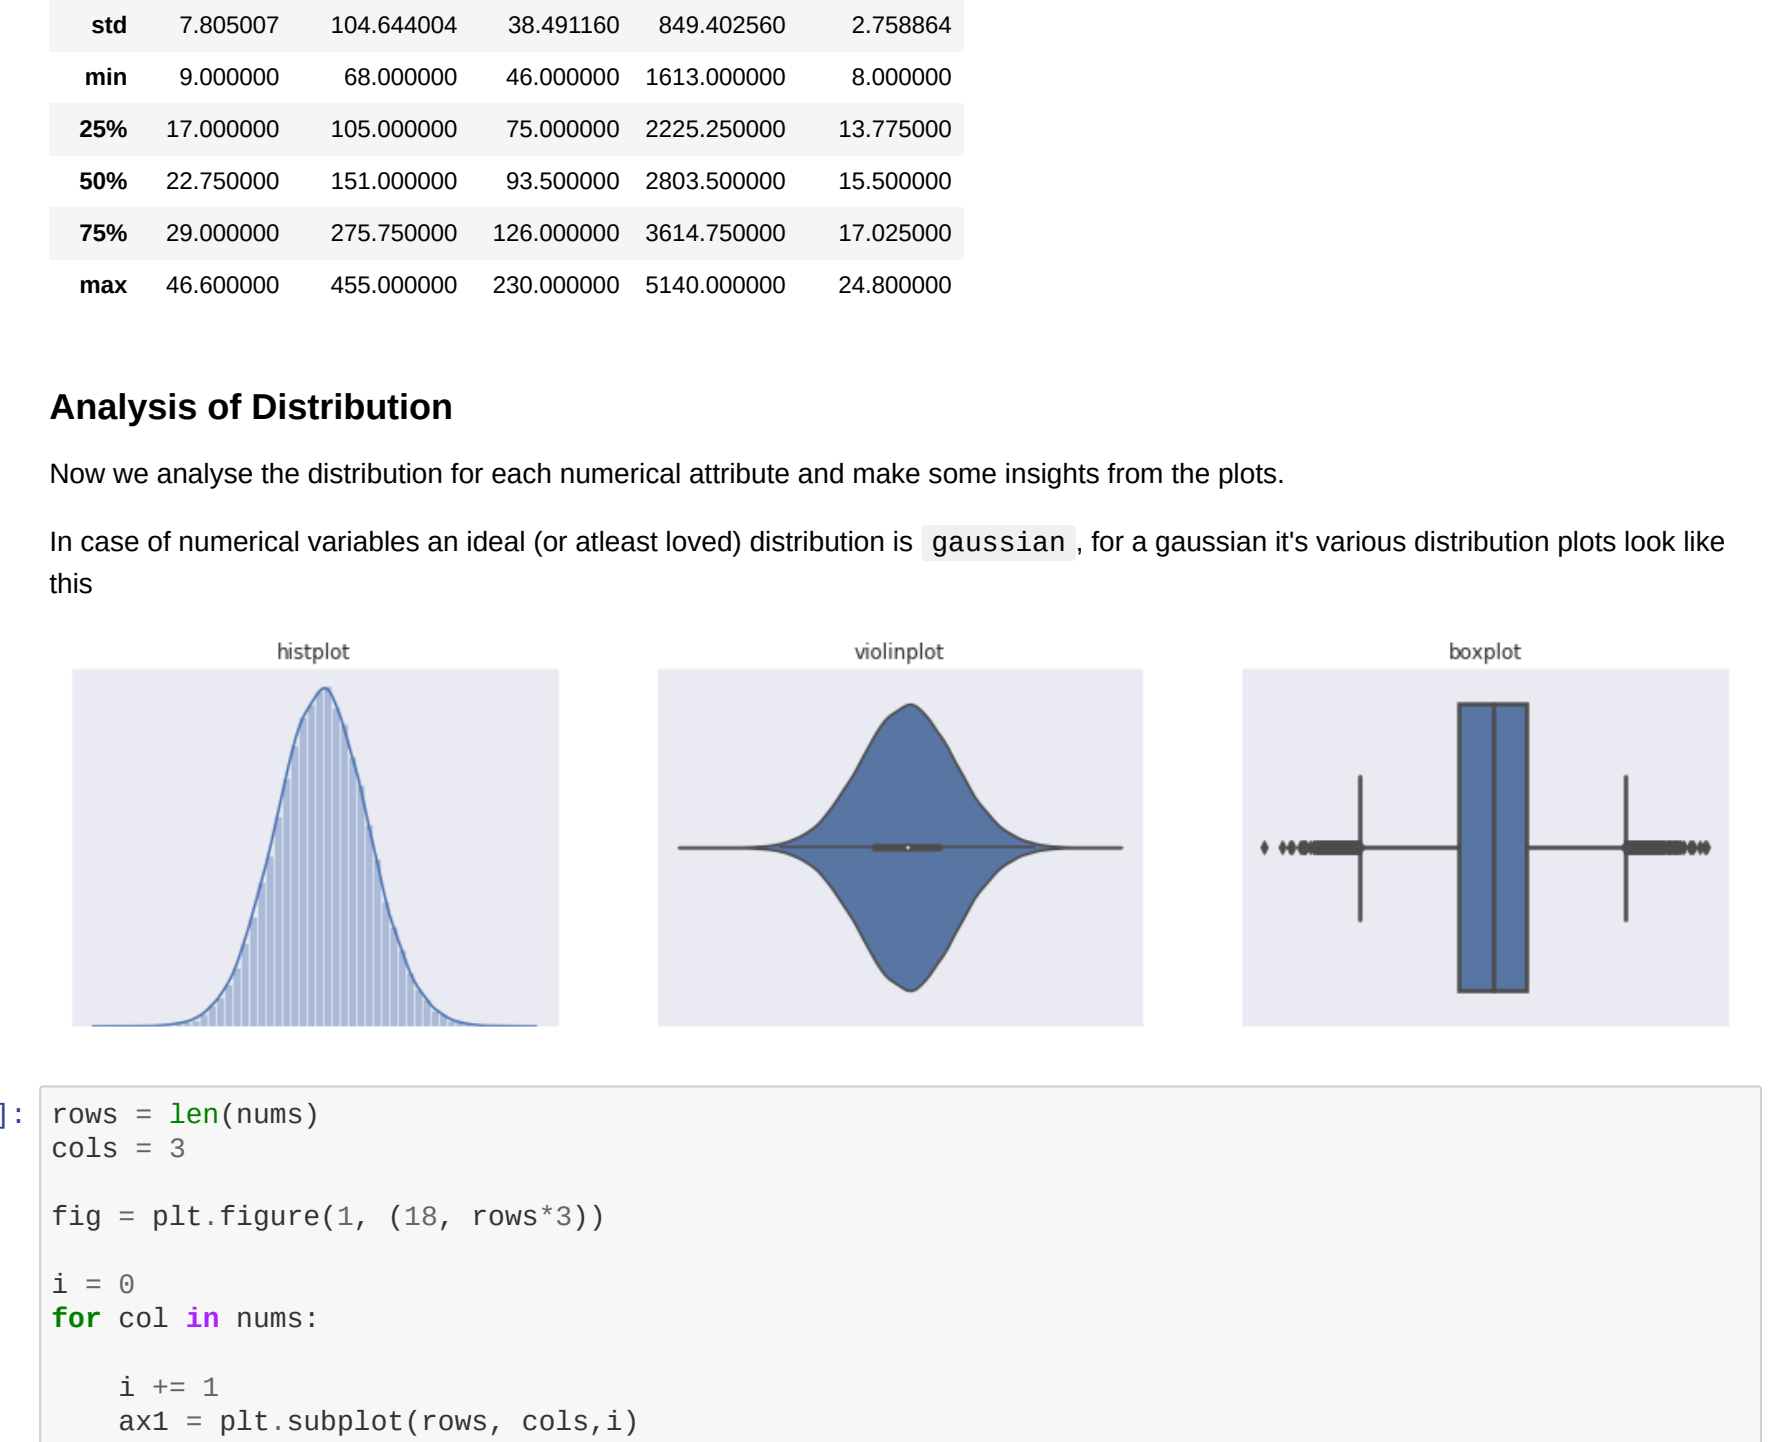 std 7.805007 104.644004 38.491160 849.402560 2.758864
min 9.000000 68.000000 46.000000 1613.000000 8.000000
25% 17.000000 105.000000 75.000000 2225.250000 13.775000
50% 22.750000 151.000000 93.500000 2803.500000 15.500000
75% 29.000000 275.750000 126.000000 3614.750000 17.025000
max 46.600000 455.000000 230.000000 5140.000000 24.800000
Analysis of Distribution
Now we analyse the distribution for each numerical attribute and make some insights from the plots.
In case of numerical variables an ideal (or atleast loved) distribution is gaussian, for a gaussian it's various distribution plots look like
this
histplot violinplot boxplot
]: rows = len(nums)
cols = 3
fig = plt.figure(1, (18, rows*3))
i = 0
for col in nums:
    i += 1
    ax1 = plt.subplot(rows, cols,i)